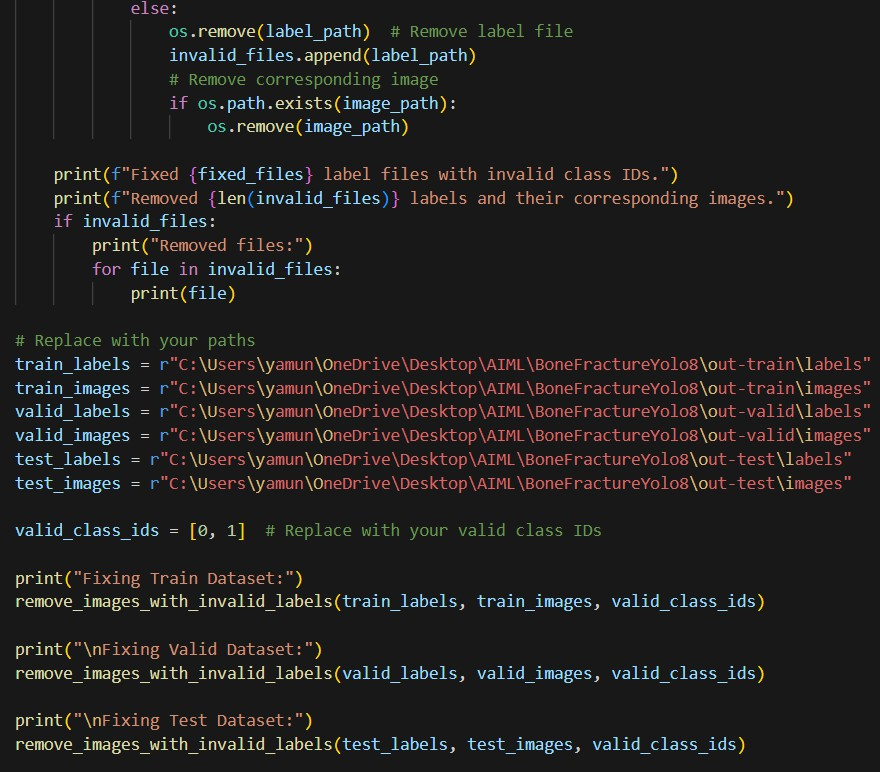 else:
os.remove(label_path)  # Remove label file
invalid_files.append(label_path)
# Remove corresponding image
if os.path.exists(image_path):
os.remove(image_path)
print(f"Fixed {fixed_files} label files with invalid class IDs.")
print(f"Removed {len(invalid_files)} labels and their corresponding images.")
if invalid_files:
print("Removed files:")
for file in invalid_files:
print(file)
# Replace with your paths
train_labels = r"C:\Users\yamun\OneDrive\Desktop\AIML\BoneFractureYolo8\out-train\labels"
train_images = r"C:\Users\yamun\OneDrive\Desktop\AIML\BoneFractureYolo8\out-train\images"
valid_labels = r"C:\Users\yamun\OneDrive\Desktop\AIML\BoneFractureYolo8\out-valid\labels"
valid_images = r"C:\Users\yamun\OneDrive\Desktop\AIML\BoneFractureYolo8\out-valid\images"
test_labels = r"C:\Users\yamun\OneDrive\Desktop\AIML\BoneFractureYolo8\out-test\labels"
test_images = r"C:\Users\yamun\OneDrive\Desktop\AIML\BoneFractureYolo8\out-test\images"
valid_class_ids = [0, 1]  # Replace with your valid class IDs
print("Fixing Train Dataset:")
remove_images_with_invalid_labels(train_labels, train_images, valid_class_ids)
print("\nFixing Valid Dataset:")
remove_images_with_invalid_labels(valid_labels, valid_images, valid_class_ids)
print("\nFixing Test Dataset:")
remove_images_with_invalid_labels(test_labels, test_images, valid_class_ids)